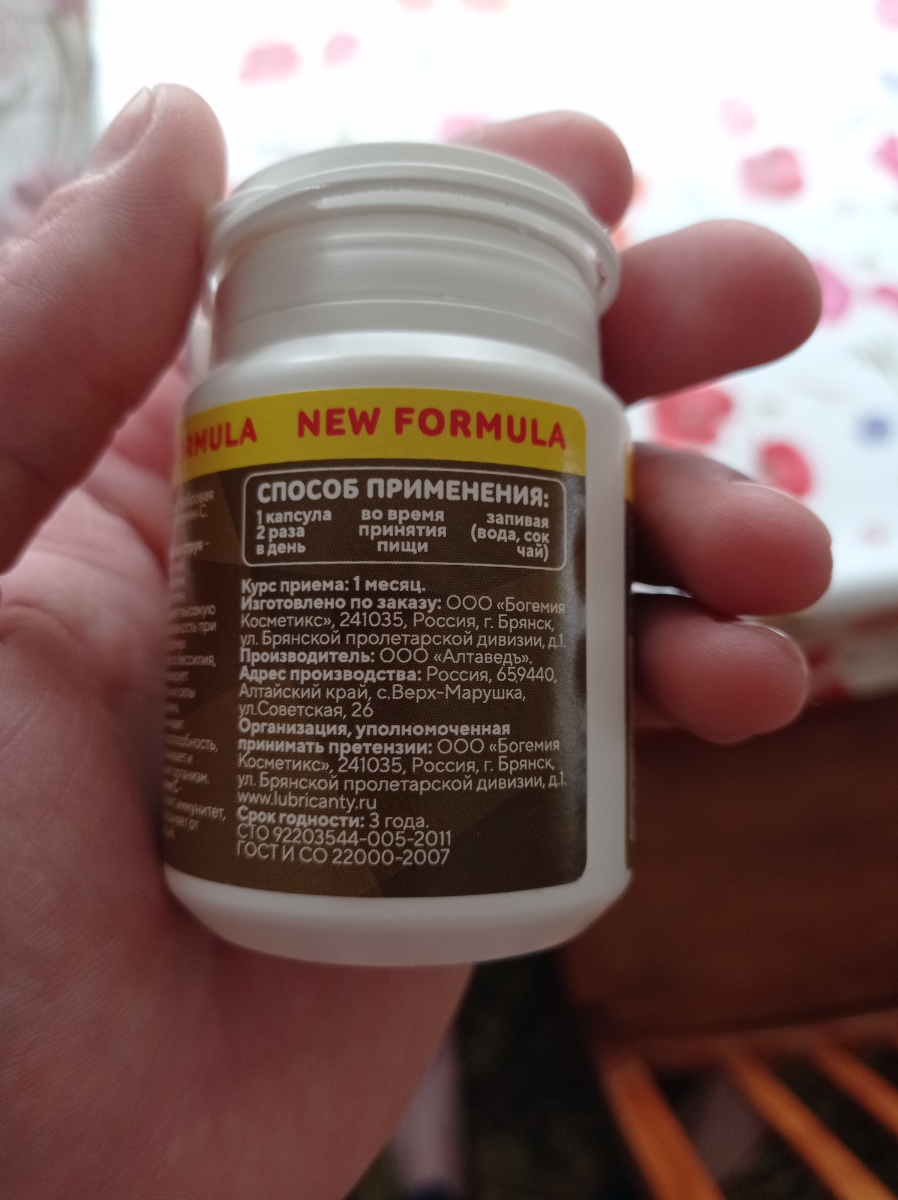 RMULA NEW FORMULA
СПОСОБ ПРИМЕНЕНИЯ:
1 капсула
2 раза
в день
во время
принятия
пищи
запивая
(вода, сок
чай)
Курс приема: 1 месяц.
Изготовлено по заказу: ООО «Богемия
Косметикс», 241035, Россия, г. Брянск,
ул. Брянской пролетарской дивизии, д.1.
Производитель: ООО «Алтаведъ».
Адрес производства: Россия, 659440,
Алтайский край, с.Верх-Марушка,
ул.Советская, 26
Организация, уполномоченная
принимать претензии: ООО «Богемия
Косметикс», 241035, Россия, г. Брянск,
ул. Брянской пролетарской дивизии, д.1.
www.lubricanty.ru
Срок годности: 3 года.
СТО 92203544-005-2011
ГОСТ И СО 22000-2007